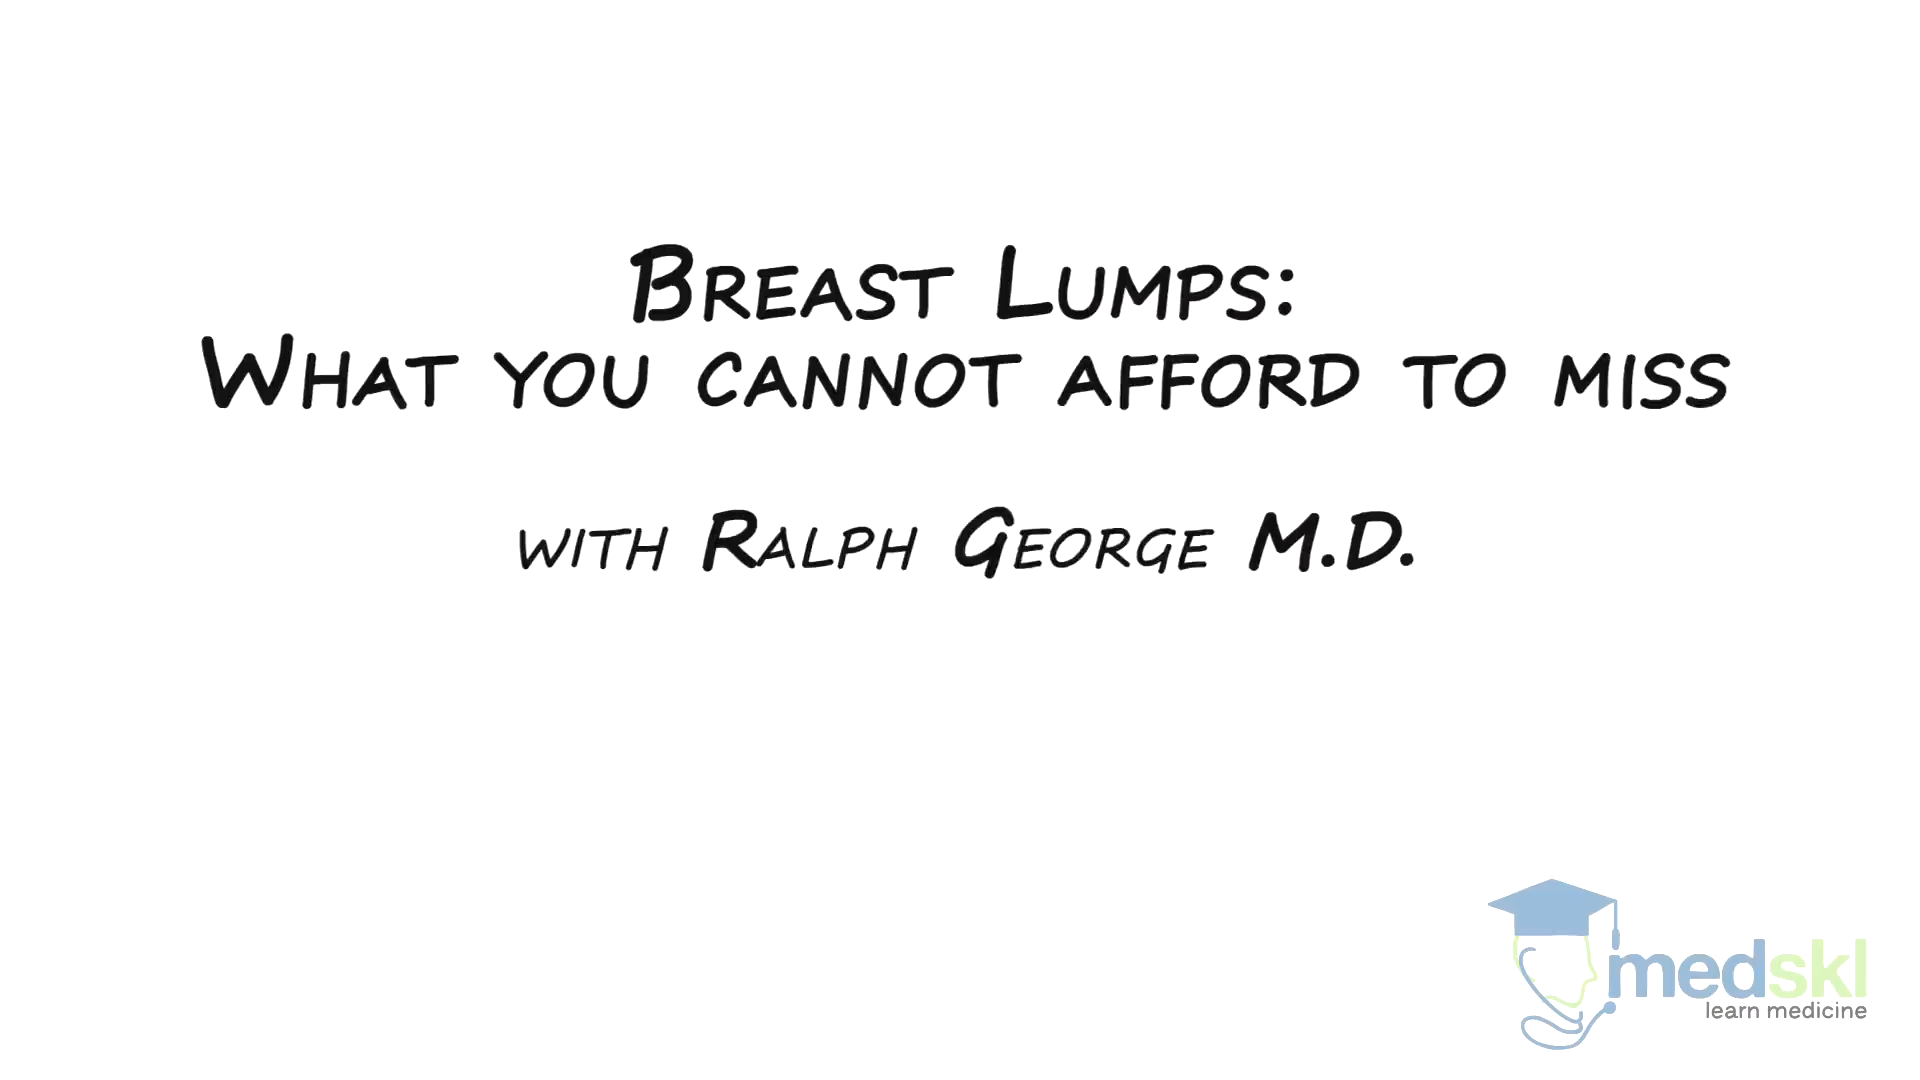 Breast Lumps:
What you cannot afford to miss
with Ralph George M.D.
medskl
learn medicine